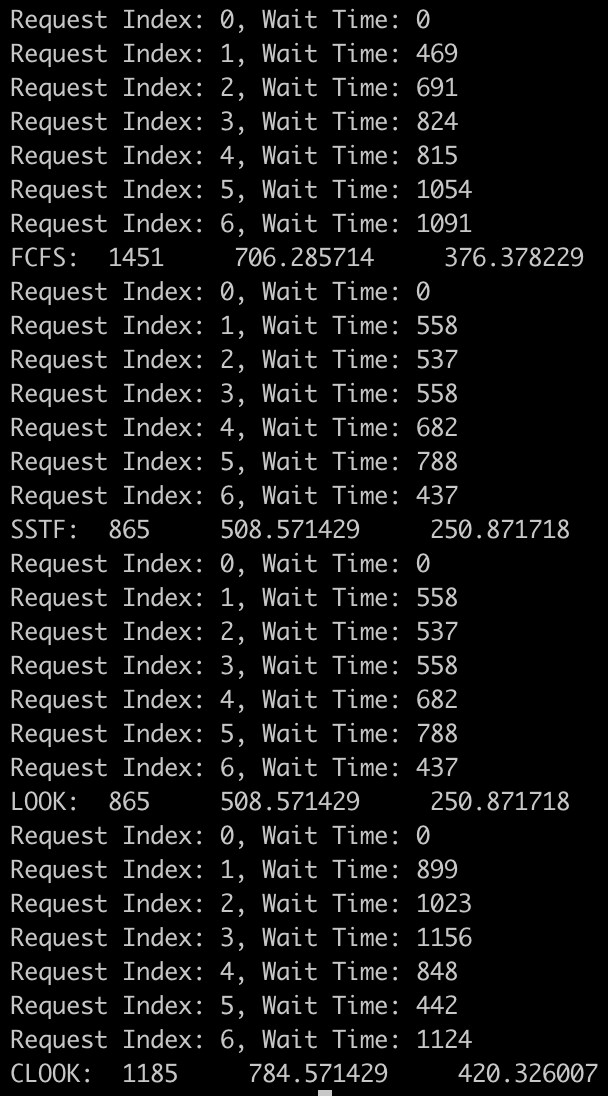 Request Index: 0, Wait Time: 0
Request Index: 1, Wait Time: 469
Request Index: 2, Wait Time: 691
Request Index: 3, Wait Time: 824
Request Index: 4, Wait Time: 815
Request Index: 5, Wait Time: 1054
Request Index: 6, Wait Time: 1091
FCFS:  1451     706.285714     376.378229
Request Index: 0, Wait Time: 0
Request Index: 1, Wait Time: 558
Request Index: 2, Wait Time: 537
Request Index: 3, Wait Time: 558
Request Index: 4, Wait Time: 682
Request Index: 5, Wait Time: 788
Request Index: 6, Wait Time: 437
SSTF:  865     508.571429     250.871718
Request Index: 0, Wait Time: 0
Request Index: 1, Wait Time: 558
Request Index: 2, Wait Time: 537
Request Index: 3, Wait Time: 558
Request Index: 4, Wait Time: 682
Request Index: 5, Wait Time: 788
Request Index: 6, Wait Time: 437
LOOK:  865     508.571429     250.871718
Request Index: 0, Wait Time: 0
Request Index: 1, Wait Time: 899
Request Index: 2, Wait Time: 1023
Request Index: 3, Wait Time: 1156
Request Index: 4, Wait Time: 848
Request Index: 5, Wait Time: 442
Request Index: 6, Wait Time: 1124
CLOOK:  1185     784.571429     420.326007